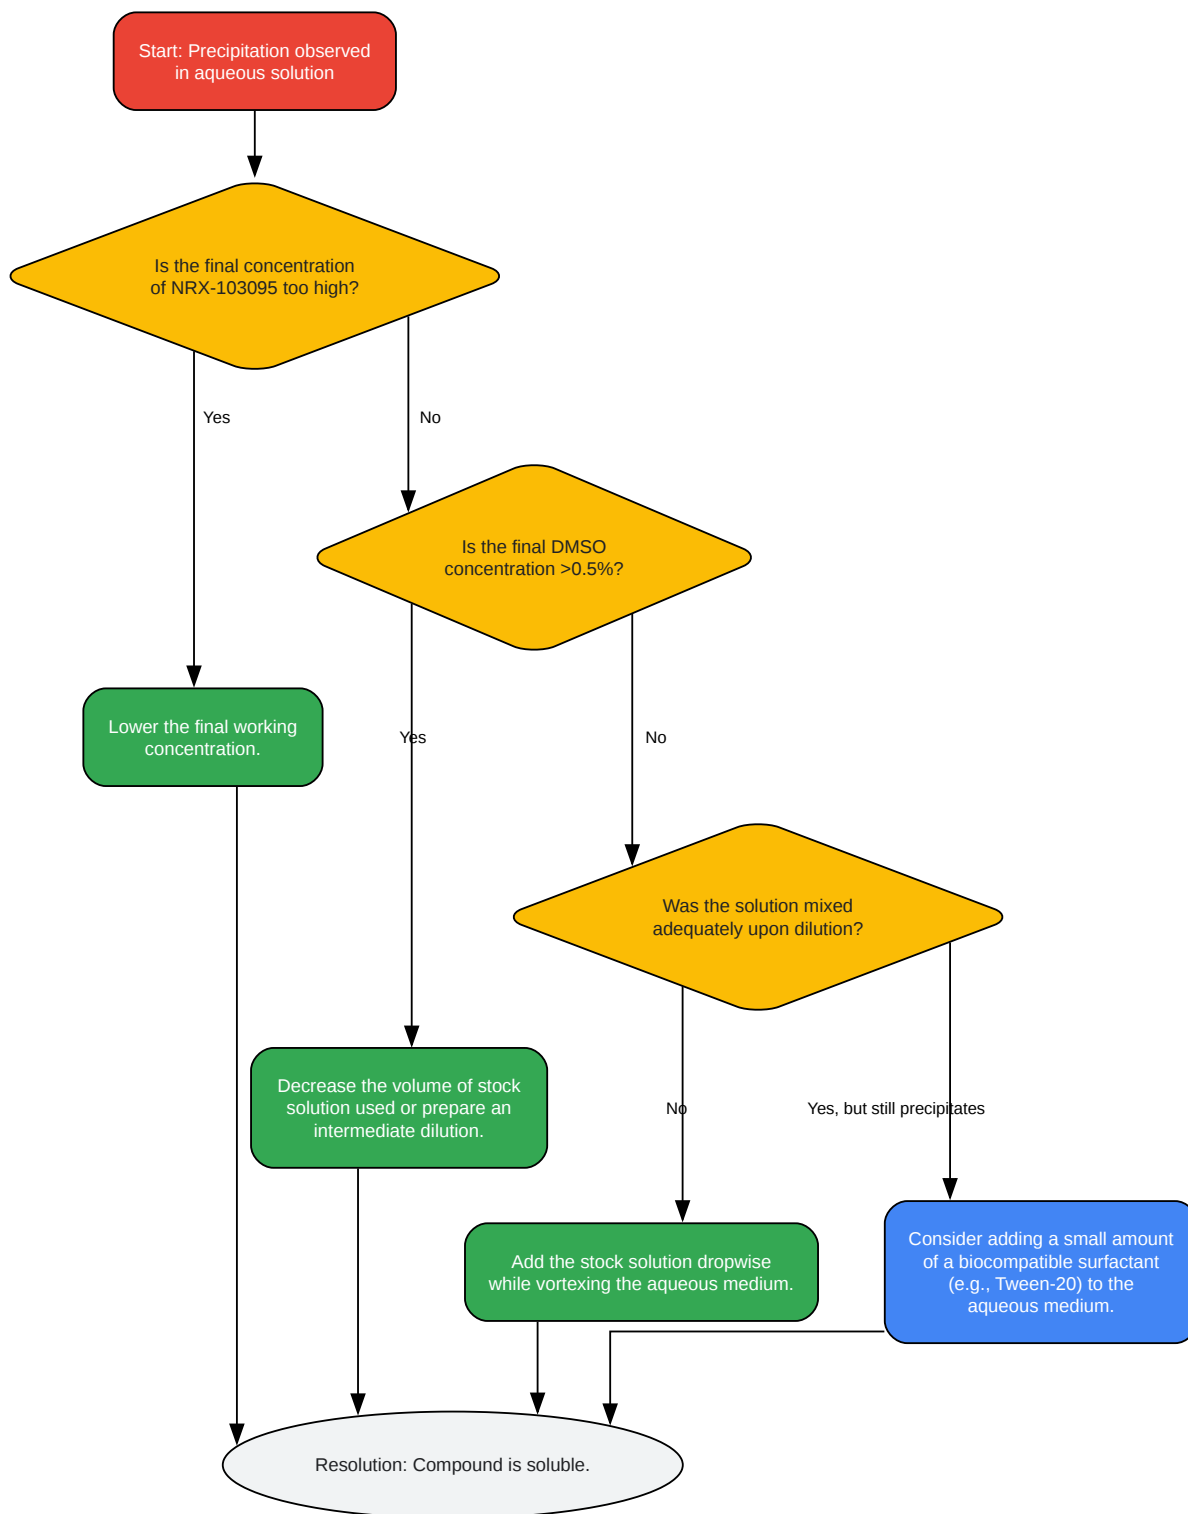 Start: Precipitation observed
in aqueous solution
Is the final concentration
of NRX-103095 too high?
Yes
No
Is the final DMSO
concentration >0.5%?
Lower the final working
concentration.
Yes
No
Was the solution mixed
adequately upon dilution?
Decrease the volume of stock
solution used or prepare an
intermediate dilution.
No
Yes, but still precipitates
Add the stock solution dropwise
while vortexing the aqueous medium.
Consider adding a small amount
of a biocompatible surfactant
(e.g., Tween-20) to the
aqueous medium.
Resolution: Compound is soluble.